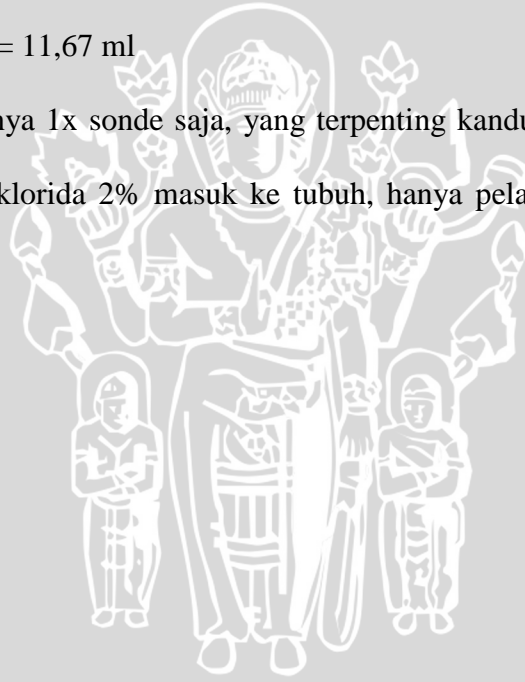 = 11,67 ml
nya 1x sonde saja, yang terpenting kandu
klorida 2% masuk ke tubuh, hanya pela